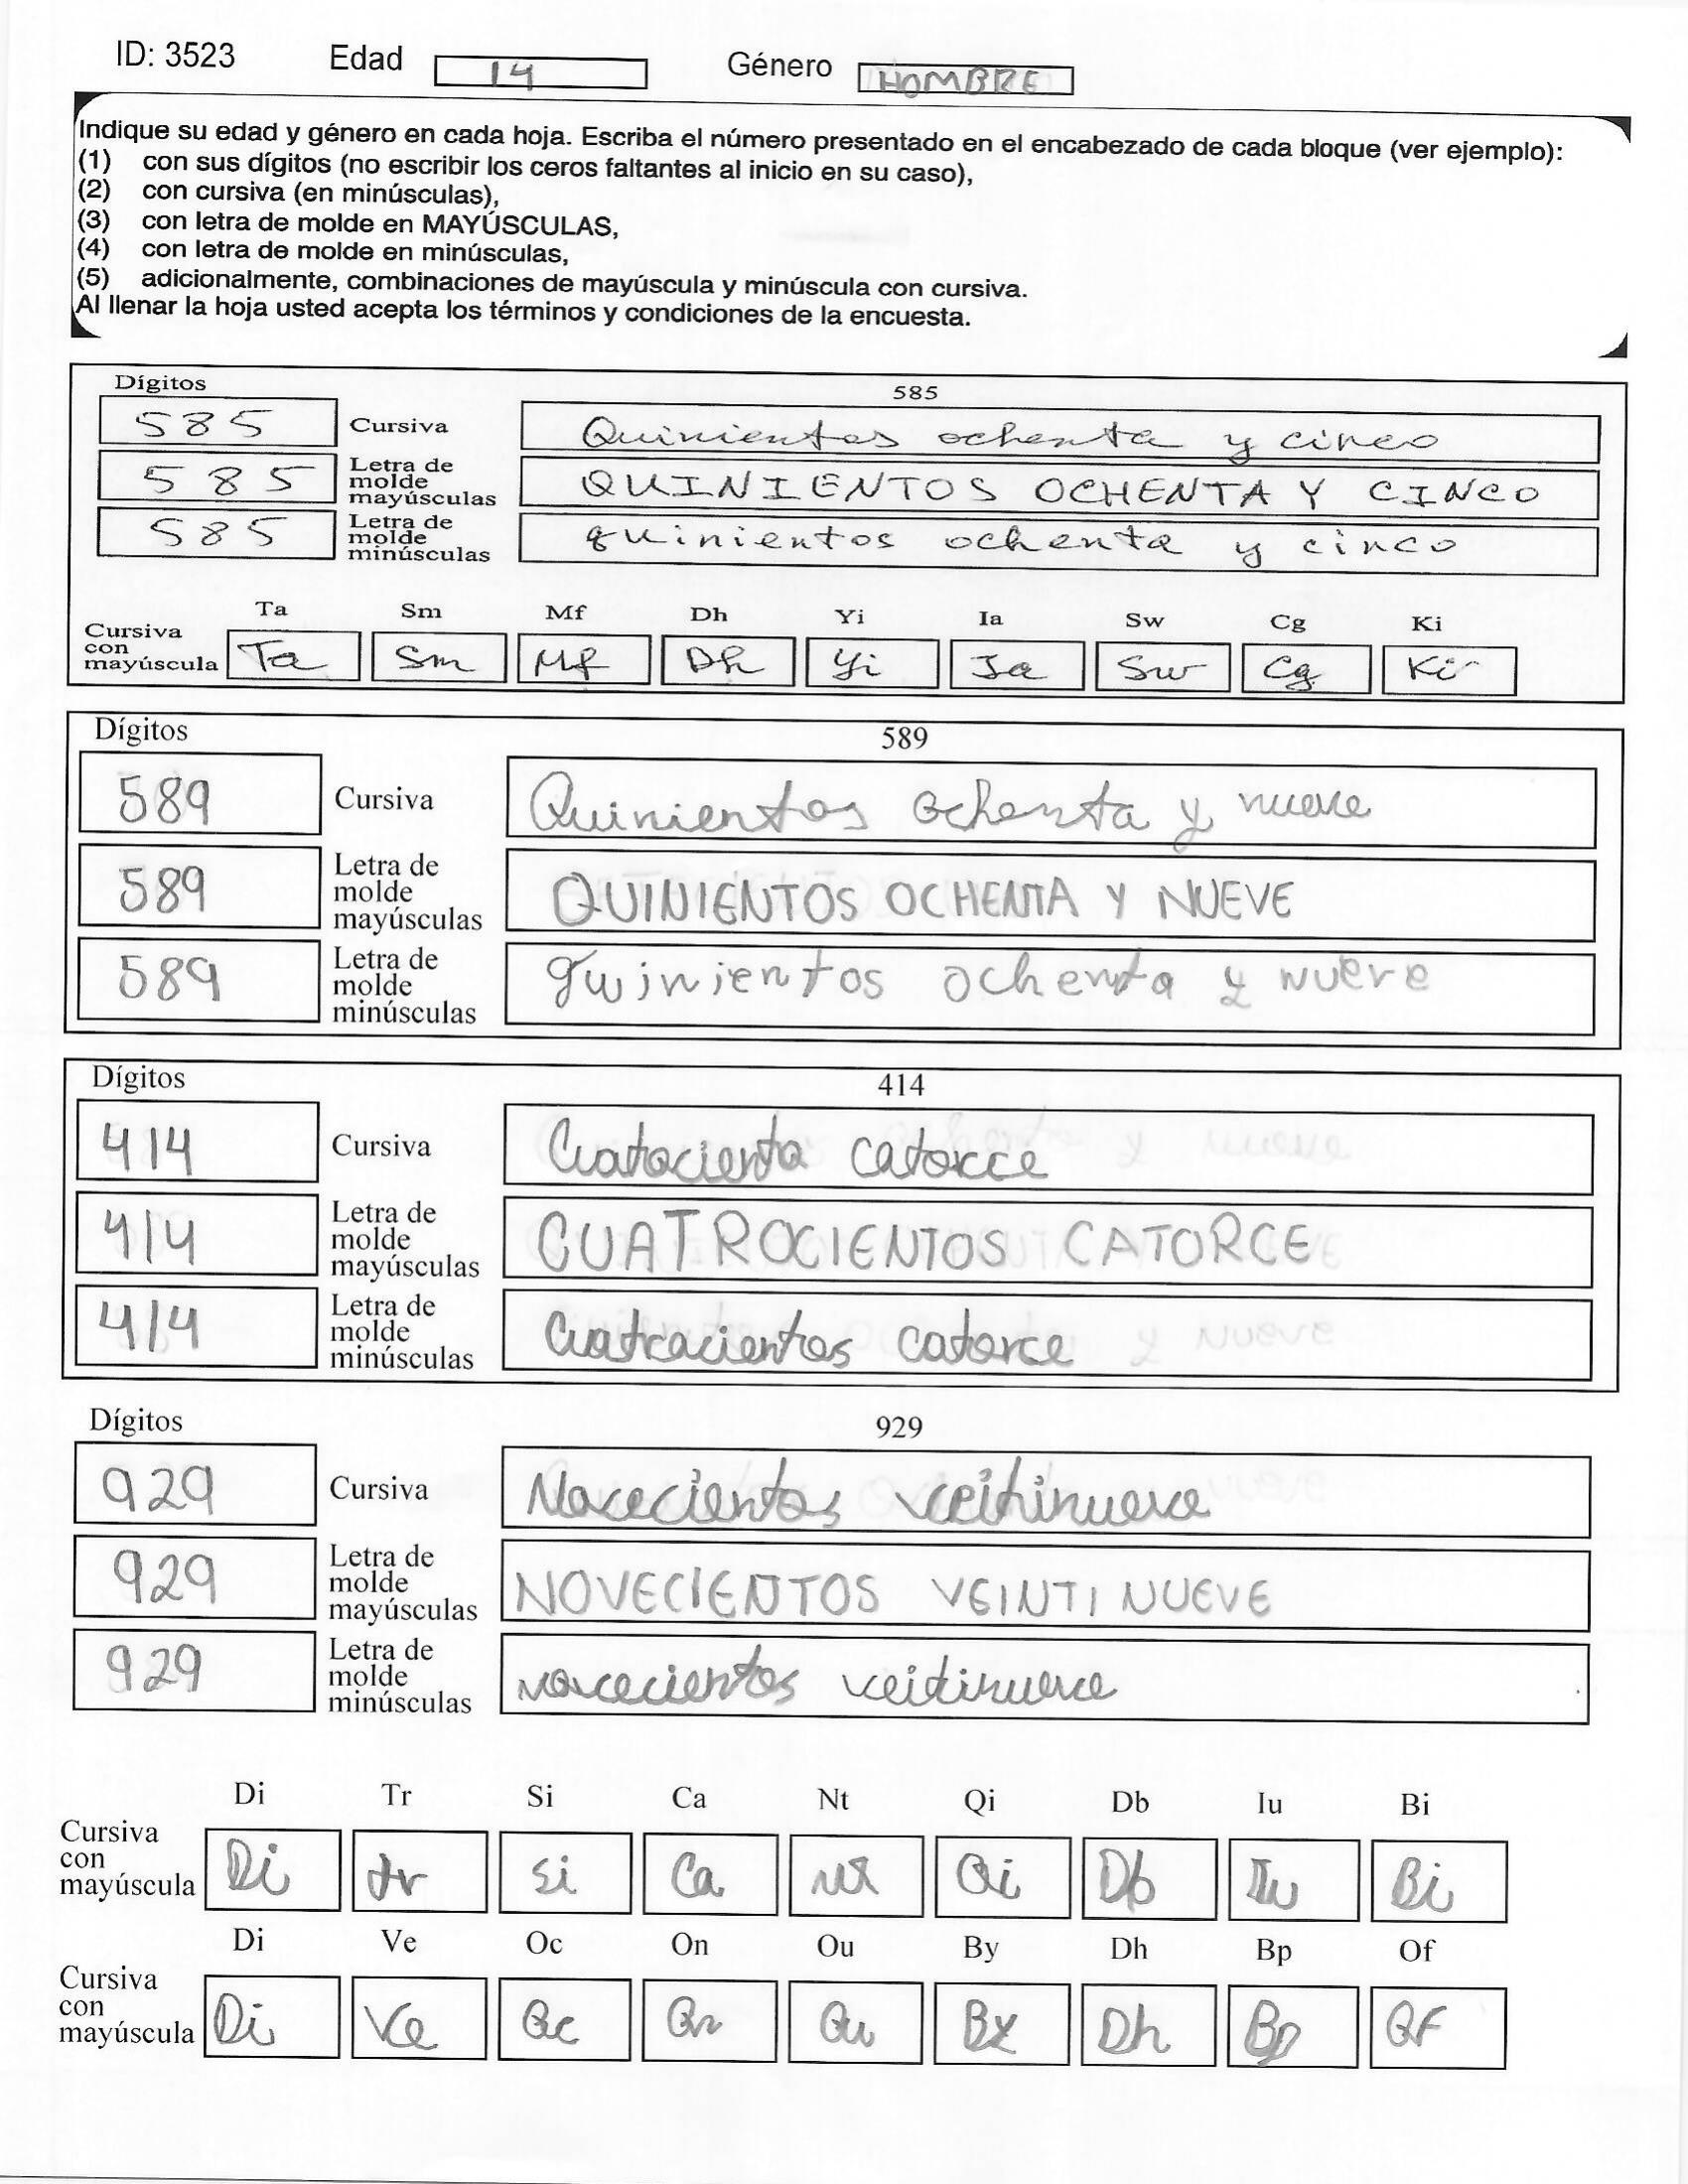 ID: 3523 Edad 14 Género HOMBRE
Indique su edad y género en cada hoja. Escriba el número presentado en el encabezado de cada bloque (ver ejemplo):
(1) con sus dígitos (no escribir los ceros faltantes al inicio en su caso),
(2) con cursiva (en minúsculas),
(3) con letra de molde en MAYÚSCULAS,
(4) con letra de molde en minúsculas,
(5) adicionalmente, combinaciones de mayúscula y minúscula con cursiva.
Al llenar la hoja usted acepta los términos y condiciones de la encuesta.
Dígitos 585
585 Cursiva Quinientos ochenta y cinco
585 Letra de molde mayúsculas QUINIENTOS OCHENTA Y CINCO
585 Letra de molde minúsculas quinientos ochenta y cinco
Ta Sm Mf Dh Yi Ia Sw Cg Ki
Cursiva con mayúscula Ta Sm Mf Dh Yi Ia Sw Cg Ki
Dígitos 589
589 Cursiva Quinientos ochenta y nueve
589 Letra de molde mayúsculas QUINIENTOS OCHENTA Y NUEVE
589 Letra de molde minúsculas quinientos ochenta y nueve
Dígitos 414
414 Cursiva Cuatociento catorce
414 Letra de molde mayúsculas CUATROCIENTOS CATORCE
414 Letra de molde minúsculas Cuatrocientos catorce
Dígitos 929
929 Cursiva Novecientos veitinueve
929 Letra de molde mayúsculas NOVECIENTOS VEINTI NUEVE
929 Letra de molde minúsculas novecientos veitinueve
Di Tr Si Ca Nt Qi Db Iu Bi
Cursiva con mayúscula Di tr Si Ca Nt Qi Db Iu Bi
Di Ve Oc On Ou By Dh Bp Of
Cursiva con mayúscula Di Ve Oc On Ou By Dh Bp Of